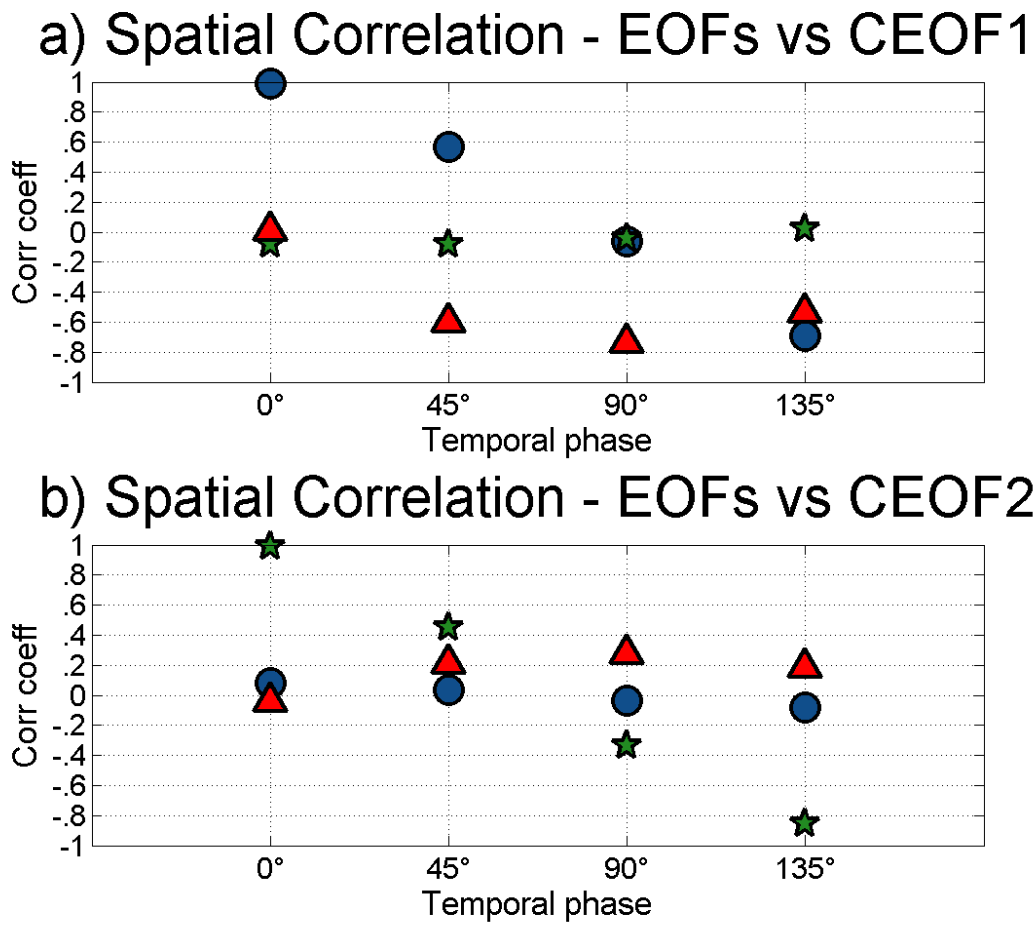 a) Spatial Correlation - EOFs vs CEOF1
1
.8
.6
.4
.2
0
-.2
-.4
-.6
-.8
-1
Corr coeff
0° 45° 90° 135°
Temporal phase
b) Spatial Correlation - EOFs vs CEOF2
1
.8
.6
.4
.2
0
-.2
-.4
-.6
-.8
-1
Corr coeff
0° 45° 90° 135°
Temporal phase